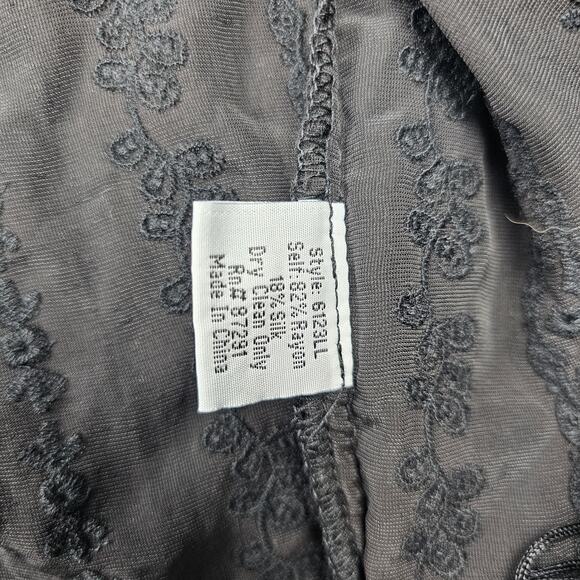 Style: 6123LL
Self: 82% Rayon
18% Silk
Dry Clean Only
Rn# 97291
Made In China